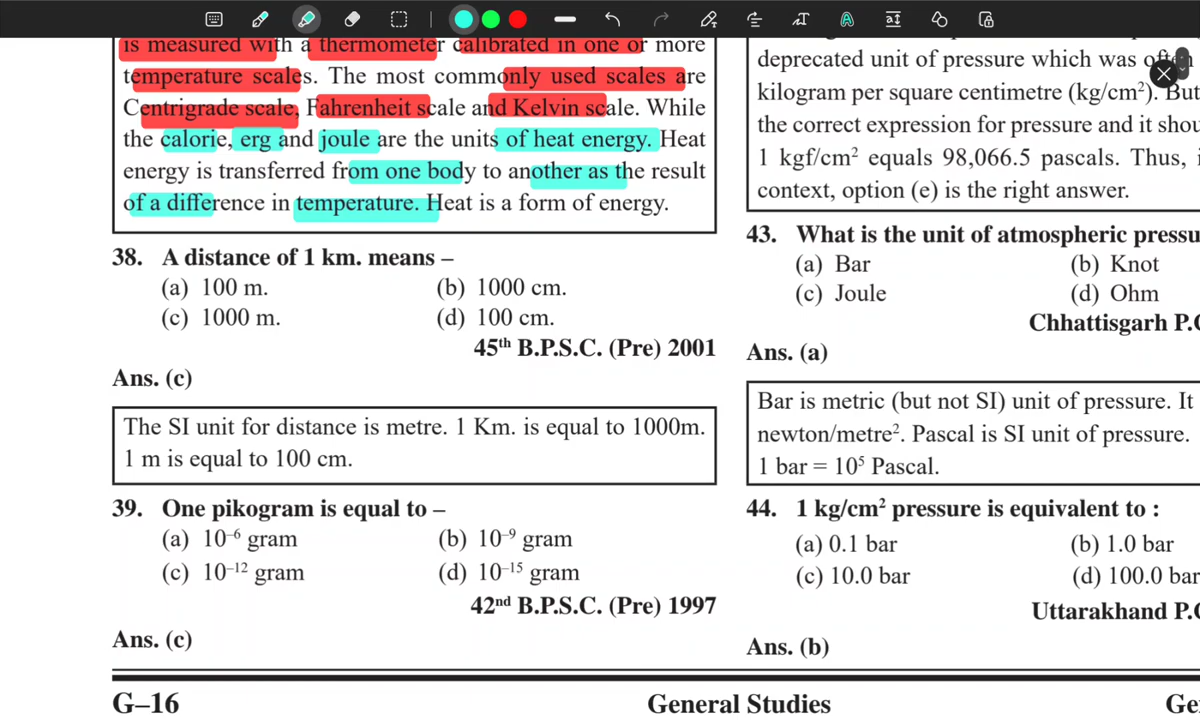 is measured with a thermometer calibrated in one or more
temperature scales. The most commonly used scales are
Centrigrade scale, Fahrenheit scale and Kelvin scale. While
the calorie, erg and joule are the units of heat energy. Heat
energy is transferred from one body to another as the result
of a difference in temperature. Heat is a form of energy.
38. A distance of 1 km. means –
(a) 100 m. (b) 1000 cm.
(c) 1000 m. (d) 100 cm.
45th B.P.S.C. (Pre) 2001
Ans. (c)
The SI unit for distance is metre. 1 Km. is equal to 1000m.
1 m is equal to 100 cm.
39. One pikogram is equal to –
(a) 10⁻⁶ gram (b) 10⁻⁹ gram
(c) 10⁻¹² gram (d) 10⁻¹⁵ gram
42nd B.P.S.C. (Pre) 1997
Ans. (c)
deprecated unit of pressure which was often
kilogram per square centimetre (kg/cm²). But
the correct expression for pressure and it
1 kgf/cm² equals 98,066.5 pascals. Thus,
context, option (e) is the right answer.
43. What is the unit of atmospheric
(a) Bar (b) Knot
(c) Joule (d) Ohm
Chhattisgarh
Ans. (a)
Bar is metric (but not SI) unit of pressure. It
newton/metre². Pascal is SI unit of pressure.
1 bar = 10⁵ Pascal.
44. 1 kg/cm² pressure is equivalent to :
(a) 0.1 bar (b) 1.0 bar
(c) 10.0 bar (d) 100.0 bar
Uttarakhand
Ans. (b)
G–16 General Studies